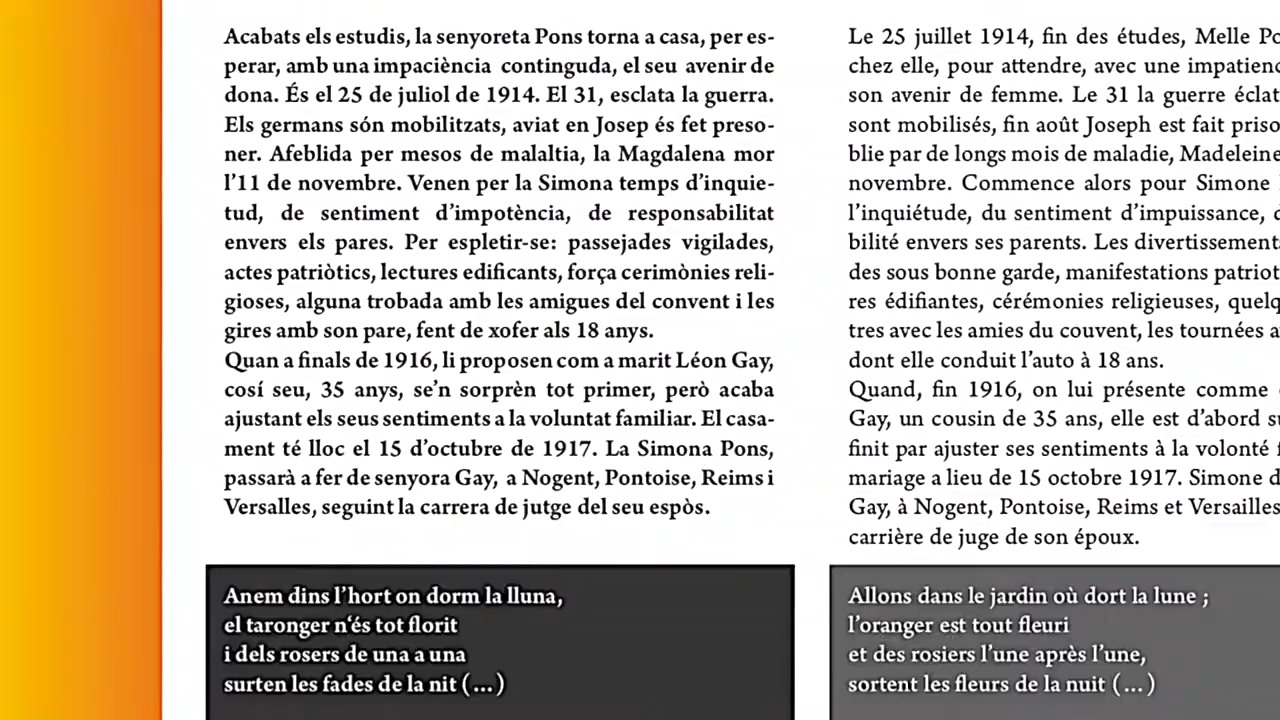 Acabats els estudis, la senyoreta Pons torna a casa, per es-
perar, amb una impaciència continguda, el seu avenir de
dona. És el 25 de juliol de 1914. El 31, esclata la guerra.
Els germans són mobilitzats, aviat en Josep és fet preso-
ner. Afeblida per mesos de malaltia, la Magdalena mor
l'11 de novembre. Venen per la Simona temps d'inquie-
tud, de sentiment d'impotència, de responsabilitat
envers els pares. Per espletir-se: passejades vigilades,
actes patriòtics, lectures edificants, força cerimònies reli-
gioses, alguna trobada amb les amigues del convent i les
gires amb son pare, fent de xofer als 18 anys.
Quan a finals de 1916, li proposen com a marit Léon Gay,
cosí seu, 35 anys, se'n sorprèn tot primer, però acaba
ajustant els seus sentiments a la voluntat familiar. El casa-
ment té lloc el 15 d'octubre de 1917. La Simona Pons,
passarà a fer de senyora Gay, a Nogent, Pontoise, Reims i
Versalles, seguint la carrera de jutge del seu espòs.
Anem dins l'hort on dorm la lluna,
el taronger n‘és tot florit
i dels rosers de una a una
surten les fades de la nit (...)
Le 25 juillet 1914, fin des études, Melle Po
chez elle, pour attendre, avec une impatienc
son avenir de femme. Le 31 la guerre éclat
sont mobilisés, fin août Joseph est fait priso
blie par de longs mois de maladie, Madeleine
novembre. Commence alors pour Simone
l'inquiétude, du sentiment d'impuissance, d
bilité envers ses parents. Les divertissements
des sous bonne garde, manifestations patriot
res édifiantes, cérémonies religieuses, quelq
tres avec les amies du couvent, les tournées a
dont elle conduit l'auto à 18 ans.
Quand, fin 1916, on lui présente comme
Gay, un cousin de 35 ans, elle est d'abord su
finit par ajuster ses sentiments à la volonté f
mariage a lieu de 15 octobre 1917. Simone d
Gay, à Nogent, Pontoise, Reims et Versailles
carrière de juge de son époux.
Allons dans le jardin où dort la lune ;
l'oranger est tout fleuri
et des rosiers l'une après l'une,
sortent les fleurs de la nuit (...)